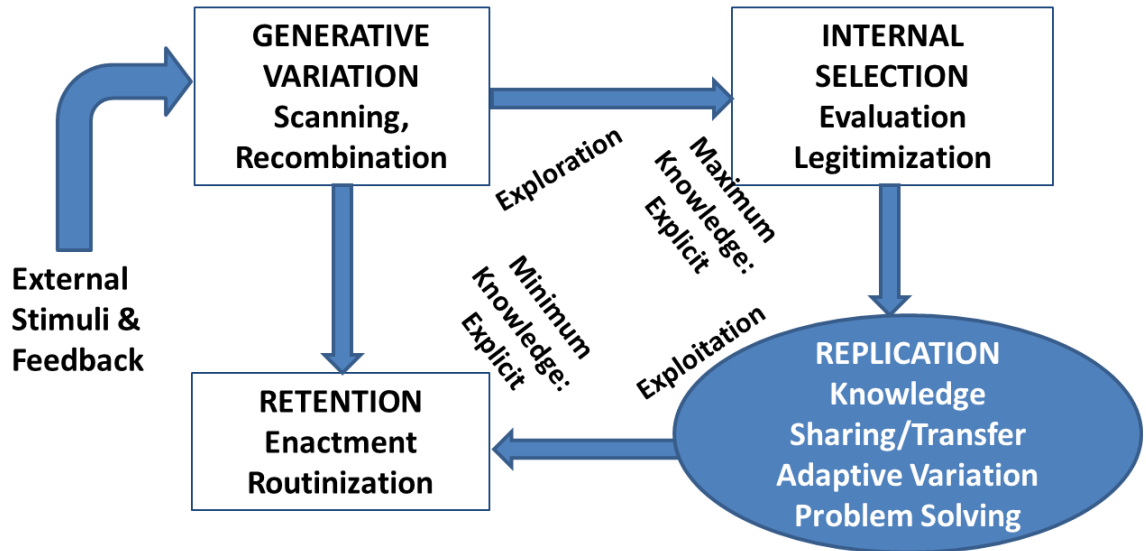 GENERATIVE
VARIATION
Scanning,
Recombination
INTERNAL
SELECTION
Evaluation
Legitimization
Exploration
Maximum
Knowledge:
Explicit
External
Stimuli &
Feedback
Minimum
Knowledge:
Explicit
Exploitation
RETENTION
Enactment
Routinization
REPLICATION
Knowledge
Sharing/Transfer
Adaptive Variation
Problem Solving